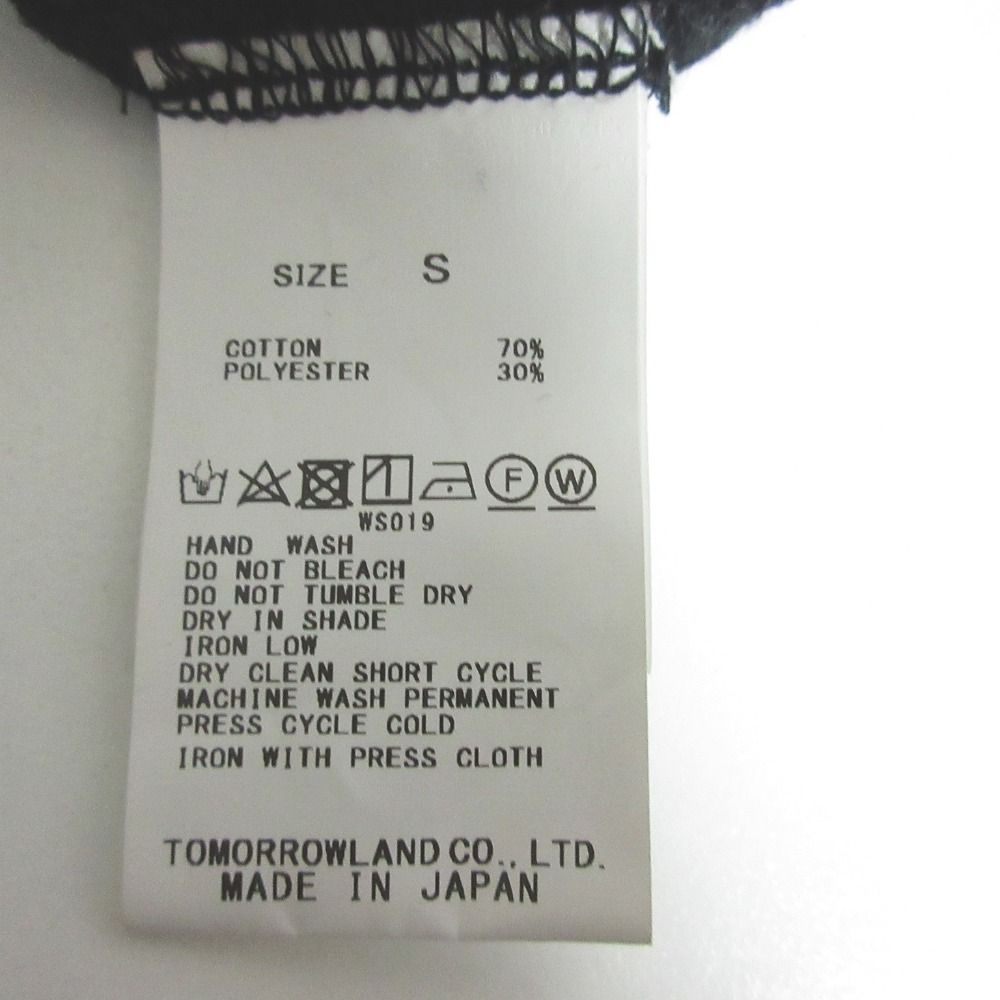 SIZE S
COTTON 70%
POLYESTER 30%
F W
WS019
HAND WASH
DO NOT BLEACH
DO NOT TUMBLE DRY
DRY IN SHADE
IRON LOW
DRY CLEAN SHORT CYCLE
MACHINE WASH PERMANENT
PRESS CYCLE COLD
IRON WITH PRESS CLOTH
TOMORROWLAND CO., LTD.
MADE IN JAPAN